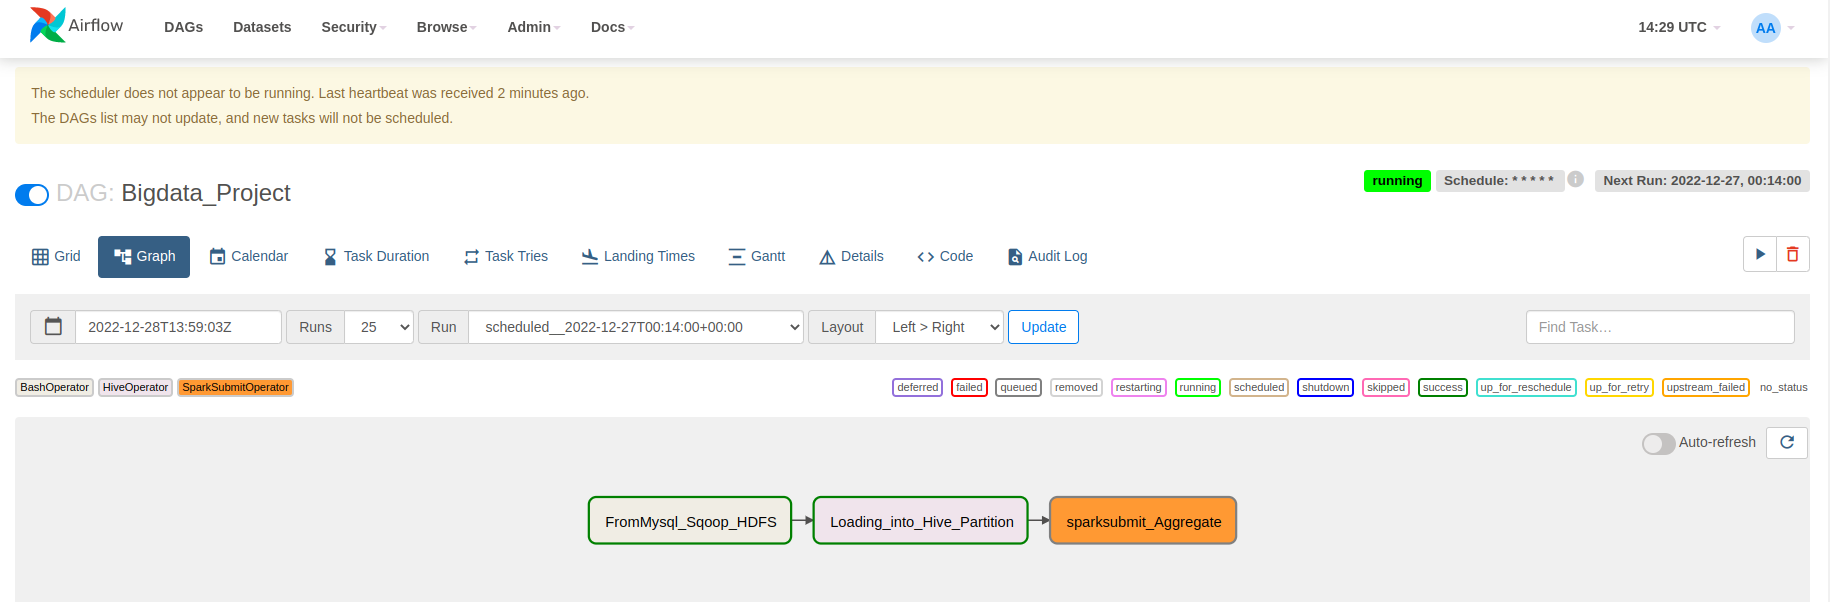 Airflow DAGs Datasets Security Browse Admin Docs 14:29 UTC AA
The scheduler does not appear to be running. Last heartbeat was received 2 minutes ago.
The DAGs list may not update, and new tasks will not be scheduled.
DAG: Bigdata_Project running Schedule: * * * * * i Next Run: 2022-12-27, 00:14:00
Grid Graph Calendar Task Duration Task Tries Landing Times Gantt Details Code Audit Log
2022-12-28T13:59:03Z Runs 25 Run scheduled__2022-12-27T00:14:00+00:00 Layout Left > Right Update Find Task…
BashOperator HiveOperator SparkSubmitOperator deferred failed queued removed restarting running scheduled shutdown skipped success up_for_reschedule up_for_retry upstream_failed no_status
Auto-refresh
FromMysql_Sqoop_HDFS Loading_into_Hive_Partition sparksubmit_Aggregate